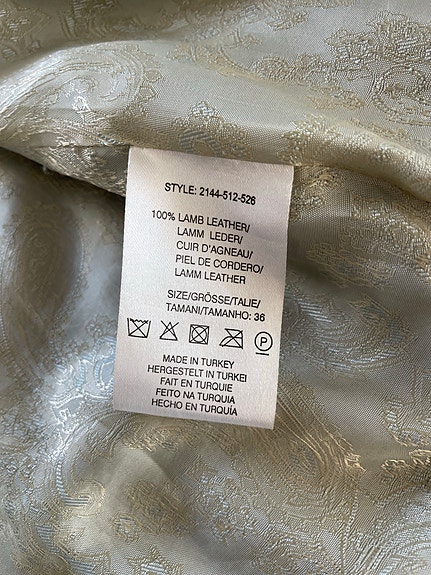 STYLE: 2144-512-526
100% LAMB LEATHER/
LAMM LEDER/
CUIR D'AGNEAU/
PIEL DE CORDERO/
LAMM LEATHER
SIZE/GRÖSSE/TALIE/
TAMANI/TAMANHO: 36
P
MADE IN TURKEY
HERGESTELT IN TURKEI
FAIT EN TURQUIE
FEITO NA TURQUIA
HECHO EN TURQUÍA